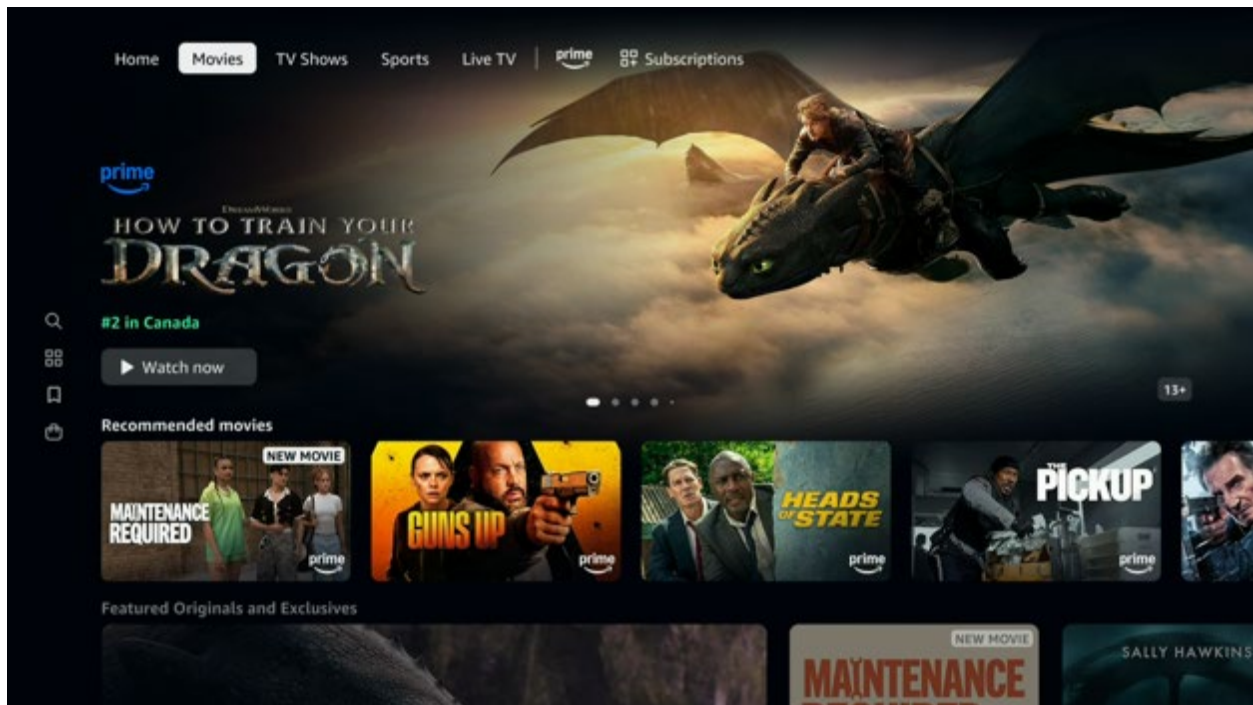 Home Movies TV Shows Sports Live TV prime Subscriptions
prime
DREAMWORKS
HOW TO TRAIN YOUR
DRAGON
#2 in Canada
Watch now
13+
Recommended movies
NEW MOVIE
MAINTENANCE
REQUIRED
prime
GUNS UP
prime
HEADS
OF STATE
prime
THE
PICKUP
prime
Featured Originals and Exclusives
NEW MOVIE
MAINTENANCE
REQUIRED
SALLY HAWKINS